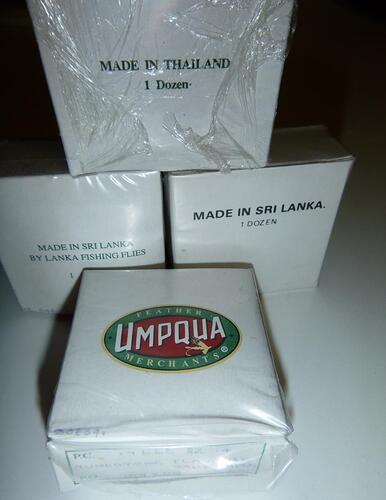 MADE IN THAILAND
1 Dozen.
MADE IN SRI LANKA
BY LANKA FISHING FLIES
1
MADE IN SRI LANKA.
1 DOZEN
FEATHER
UMPQUA
MERCHANTS
®
P.C.